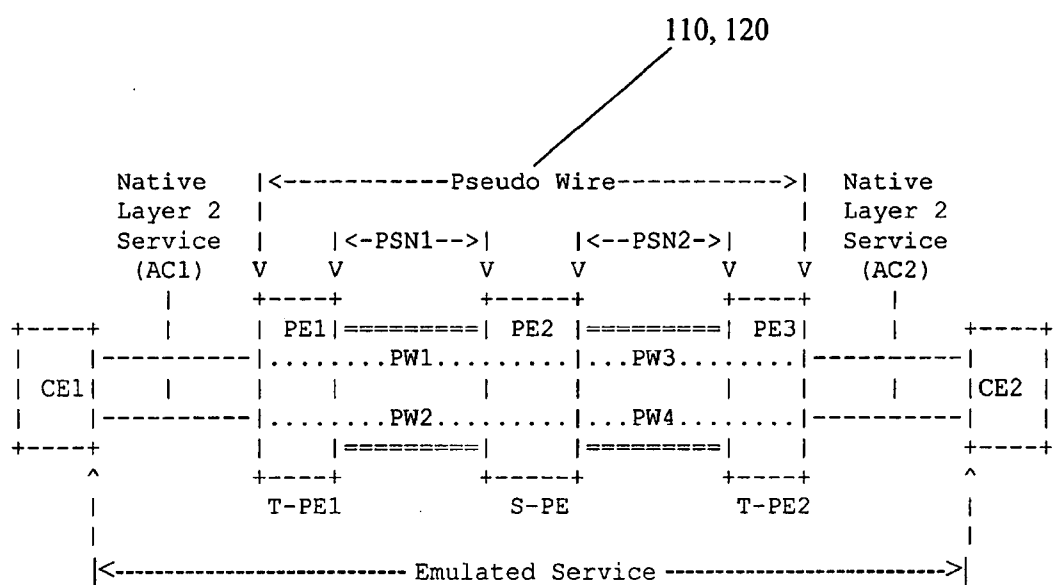 110, 120
Native |<-----------Pseudo Wire----------->| Native
Layer 2 | | Layer 2
Service | |<-PSN1-->| |<--PSN2->| | Service
(AC1) V V V V V V (AC2)
| +----+ +-----+ +----+ |
+----+ | | PE1|=========| PE2 |=========| PE3| | +----+
| |----------|........PW1.........|...PW3........|----------| |
| CE1| | | | | | | | | |CE2 |
| |----------|........PW2.........|...PW4........|----------| |
+----+ | |=========| |=========| | +----+
^ +----+ +-----+ +----+ ^
| T-PE1 S-PE T-PE2 |
| |
|<---------------------- Emulated Service ---------------------->|